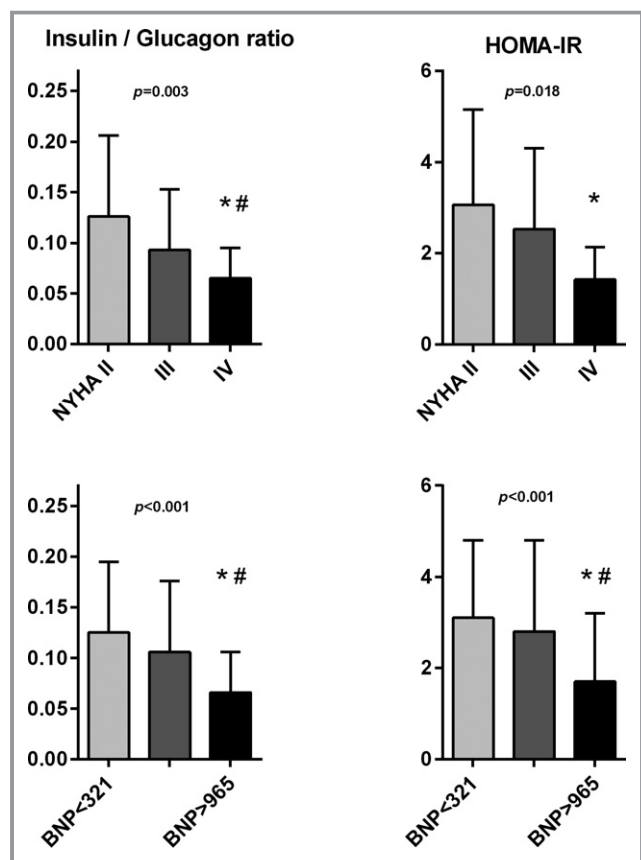 Insulin / Glucagon ratio
HOMA-IR
0.25
0.20
0.15
0.10
0.05
0.00
p=0.003
* #
NYHA II
III
IV
6
4
2
0
p=0.018
*
NYHA II
III
IV
0.25
0.20
0.15
0.10
0.05
0.00
p<0.001
* #
BNP<321
BNP>965
6
4
2
0
p<0.001
* #
BNP<321
BNP>965